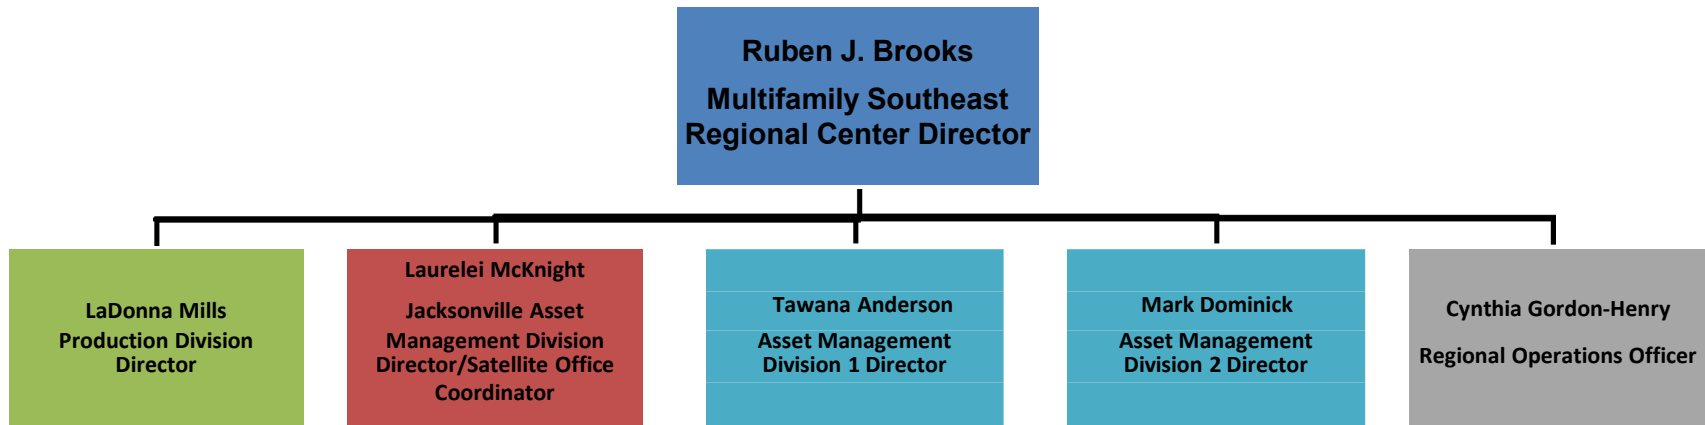 Ruben J. Brooks
Multifamily Southeast
Regional Center Director
LaDonna Mills
Production Division
Director
Laurelei McKnight
Jacksonville Asset
Management Division
Director/Satellite Office
Coordinator
Tawana Anderson
Asset Management
Division 1 Director
Mark Dominick
Asset Management
Division 2 Director
Cynthia Gordon-Henry
Regional Operations Officer